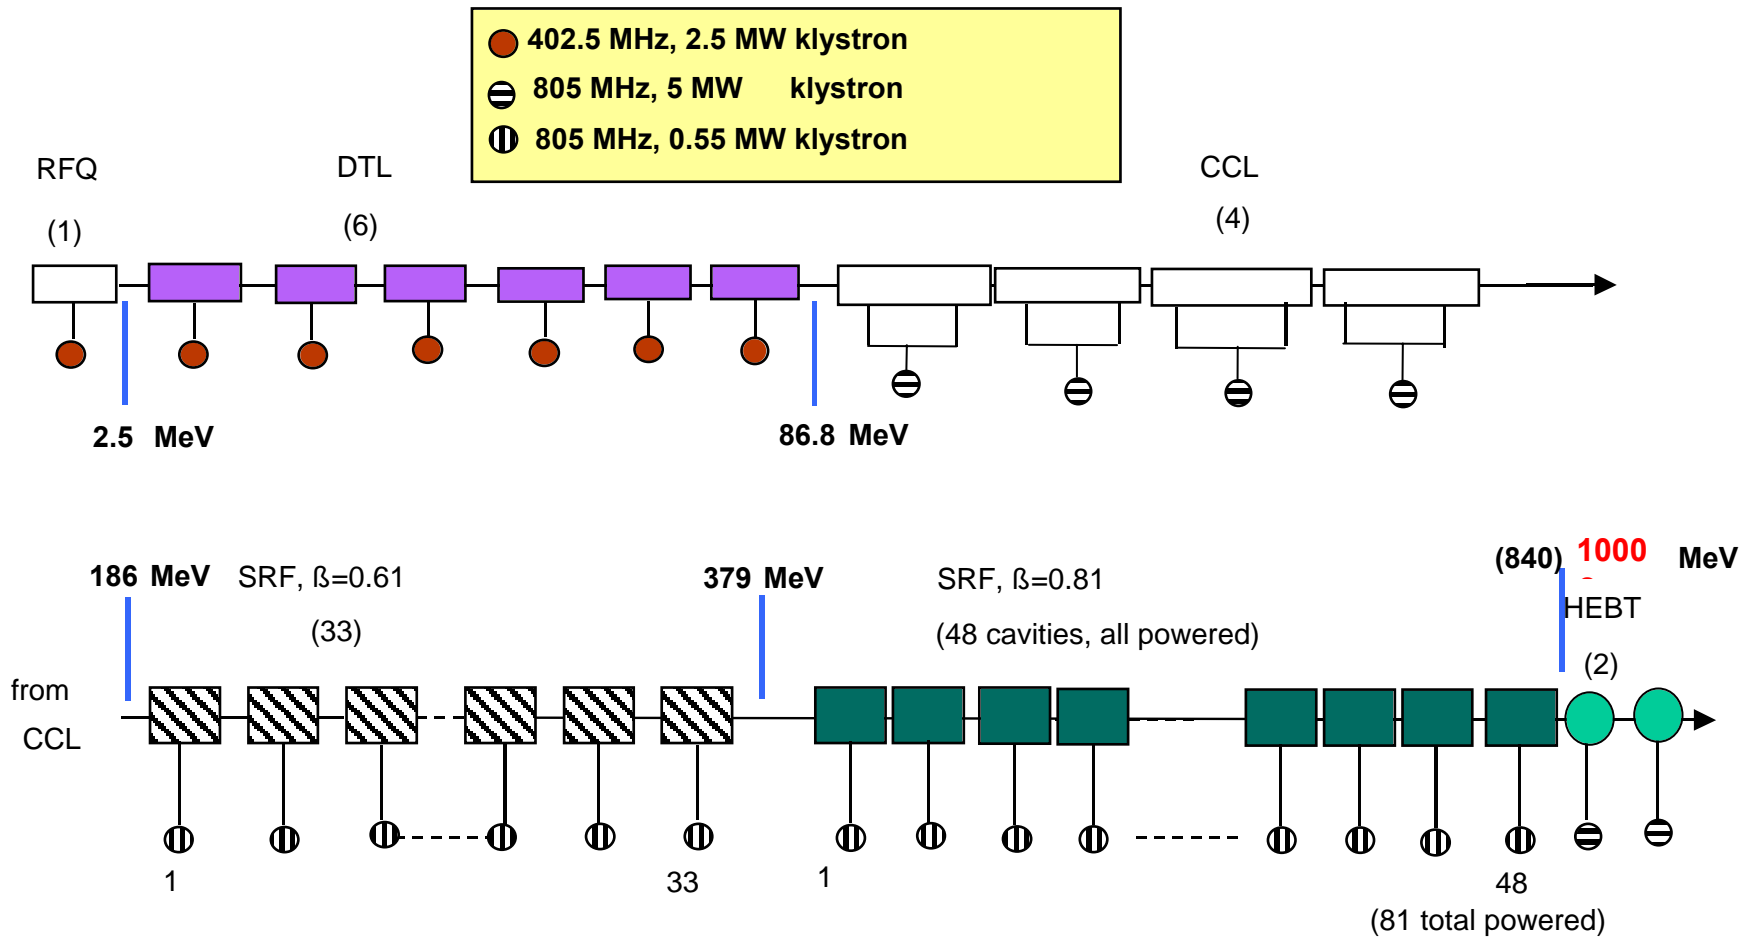 402.5 MHz, 2.5 MW klystron
805 MHz, 5 MW klystron
805 MHz, 0.55 MW klystron
RFQ
(1)
DTL
(6)
CCL
(4)
2.5 MeV
86.8 MeV
186 MeV
SRF, ß=0.61
(33)
379 MeV
SRF, ß=0.81
(48 cavities, all powered)
(840) 1000 MeV
HEBT
(2)
from
CCL
1
33
1
48
(81 total powered)